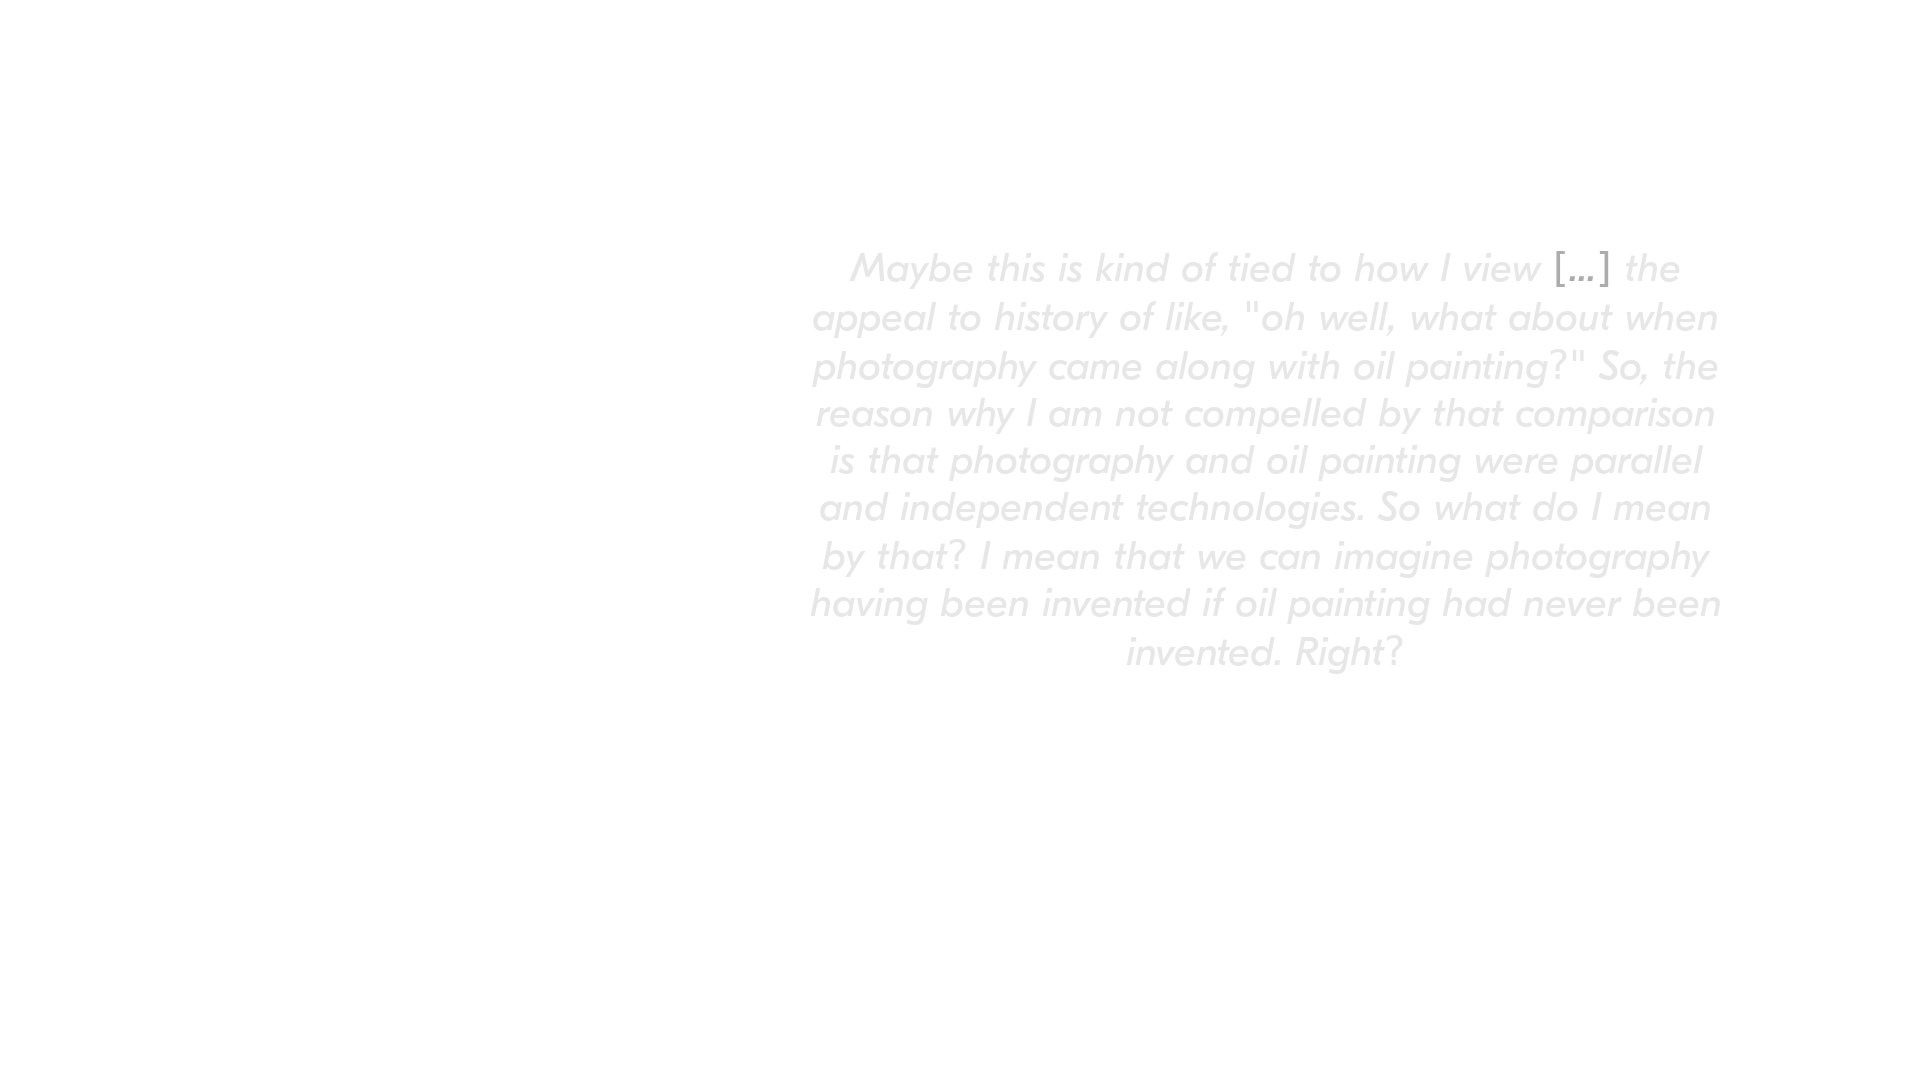 Maybe this is kind of tied to how I view [...] the
appeal to history of like, "oh well, what about when
photography came along with oil painting?" So, the
reason why I am not compelled by that comparison
is that photography and oil painting were parallel
and independent technologies. So what do I mean
by that? I mean that we can imagine photography
having been invented if oil painting had never been
invented. Right?